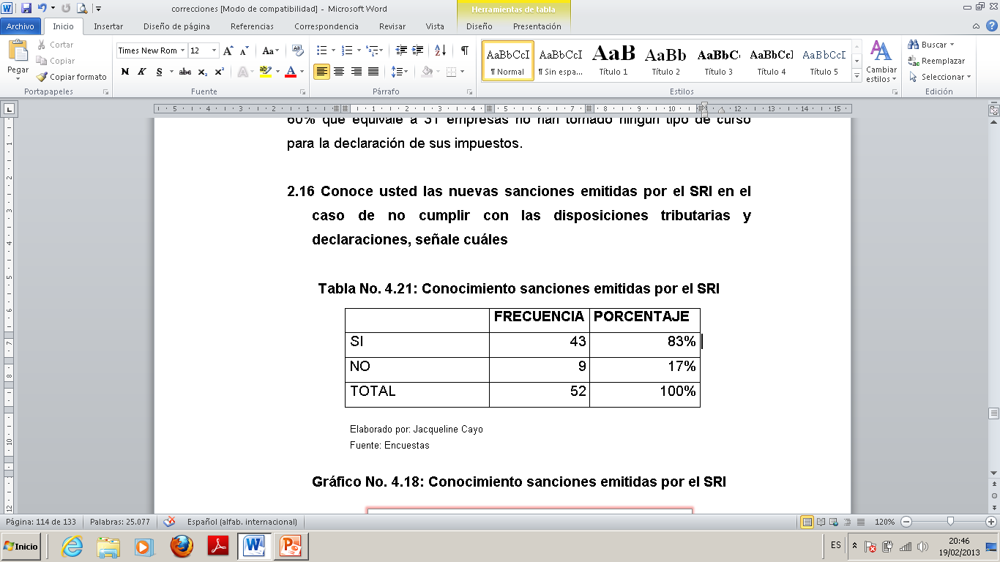 correcciones [Modo de compatibilidad] - Microsoft Word
Herramientas de tabla
Archivo Inicio Insertar Diseño de página Referencias Correspondencia Revisar Vista Diseño Presentación
Pegar
Cortar
Copiar
Copiar formato
Portapapeles
Times New Rom 12
N K S abc x₂ x²
Fuente
Párrafo
AaBbCcI AaBbCcI AaB AaBb AaBbC AaBbCcI AaBbCcI
¶ Normal ¶ Sin espa... Título 1 Título 2 Título 3 Título 4 Título 5
Cambiar estilos
Estilos
Buscar
Reemplazar
Seleccionar
Edición
60% que equivale a 31 empresas no han tomado ningún tipo de curso
para la declaración de sus impuestos.
2.16 Conoce usted las nuevas sanciones emitidas por el SRI en el
caso de no cumplir con las disposiciones tributarias y
declaraciones, señale cuáles
Tabla No. 4.21: Conocimiento sanciones emitidas por el SRI
FRECUENCIA PORCENTAJE
SI 43 83%
NO 9 17%
TOTAL 52 100%
Elaborado por: Jacqueline Cayo
Fuente: Encuestas
Gráfico No. 4.18: Conocimiento sanciones emitidas por el SRI
Página: 114 de 133 Palabras: 25.077 Español (alfab. internacional) 120%
Inicio ES 20:46
19/02/2013